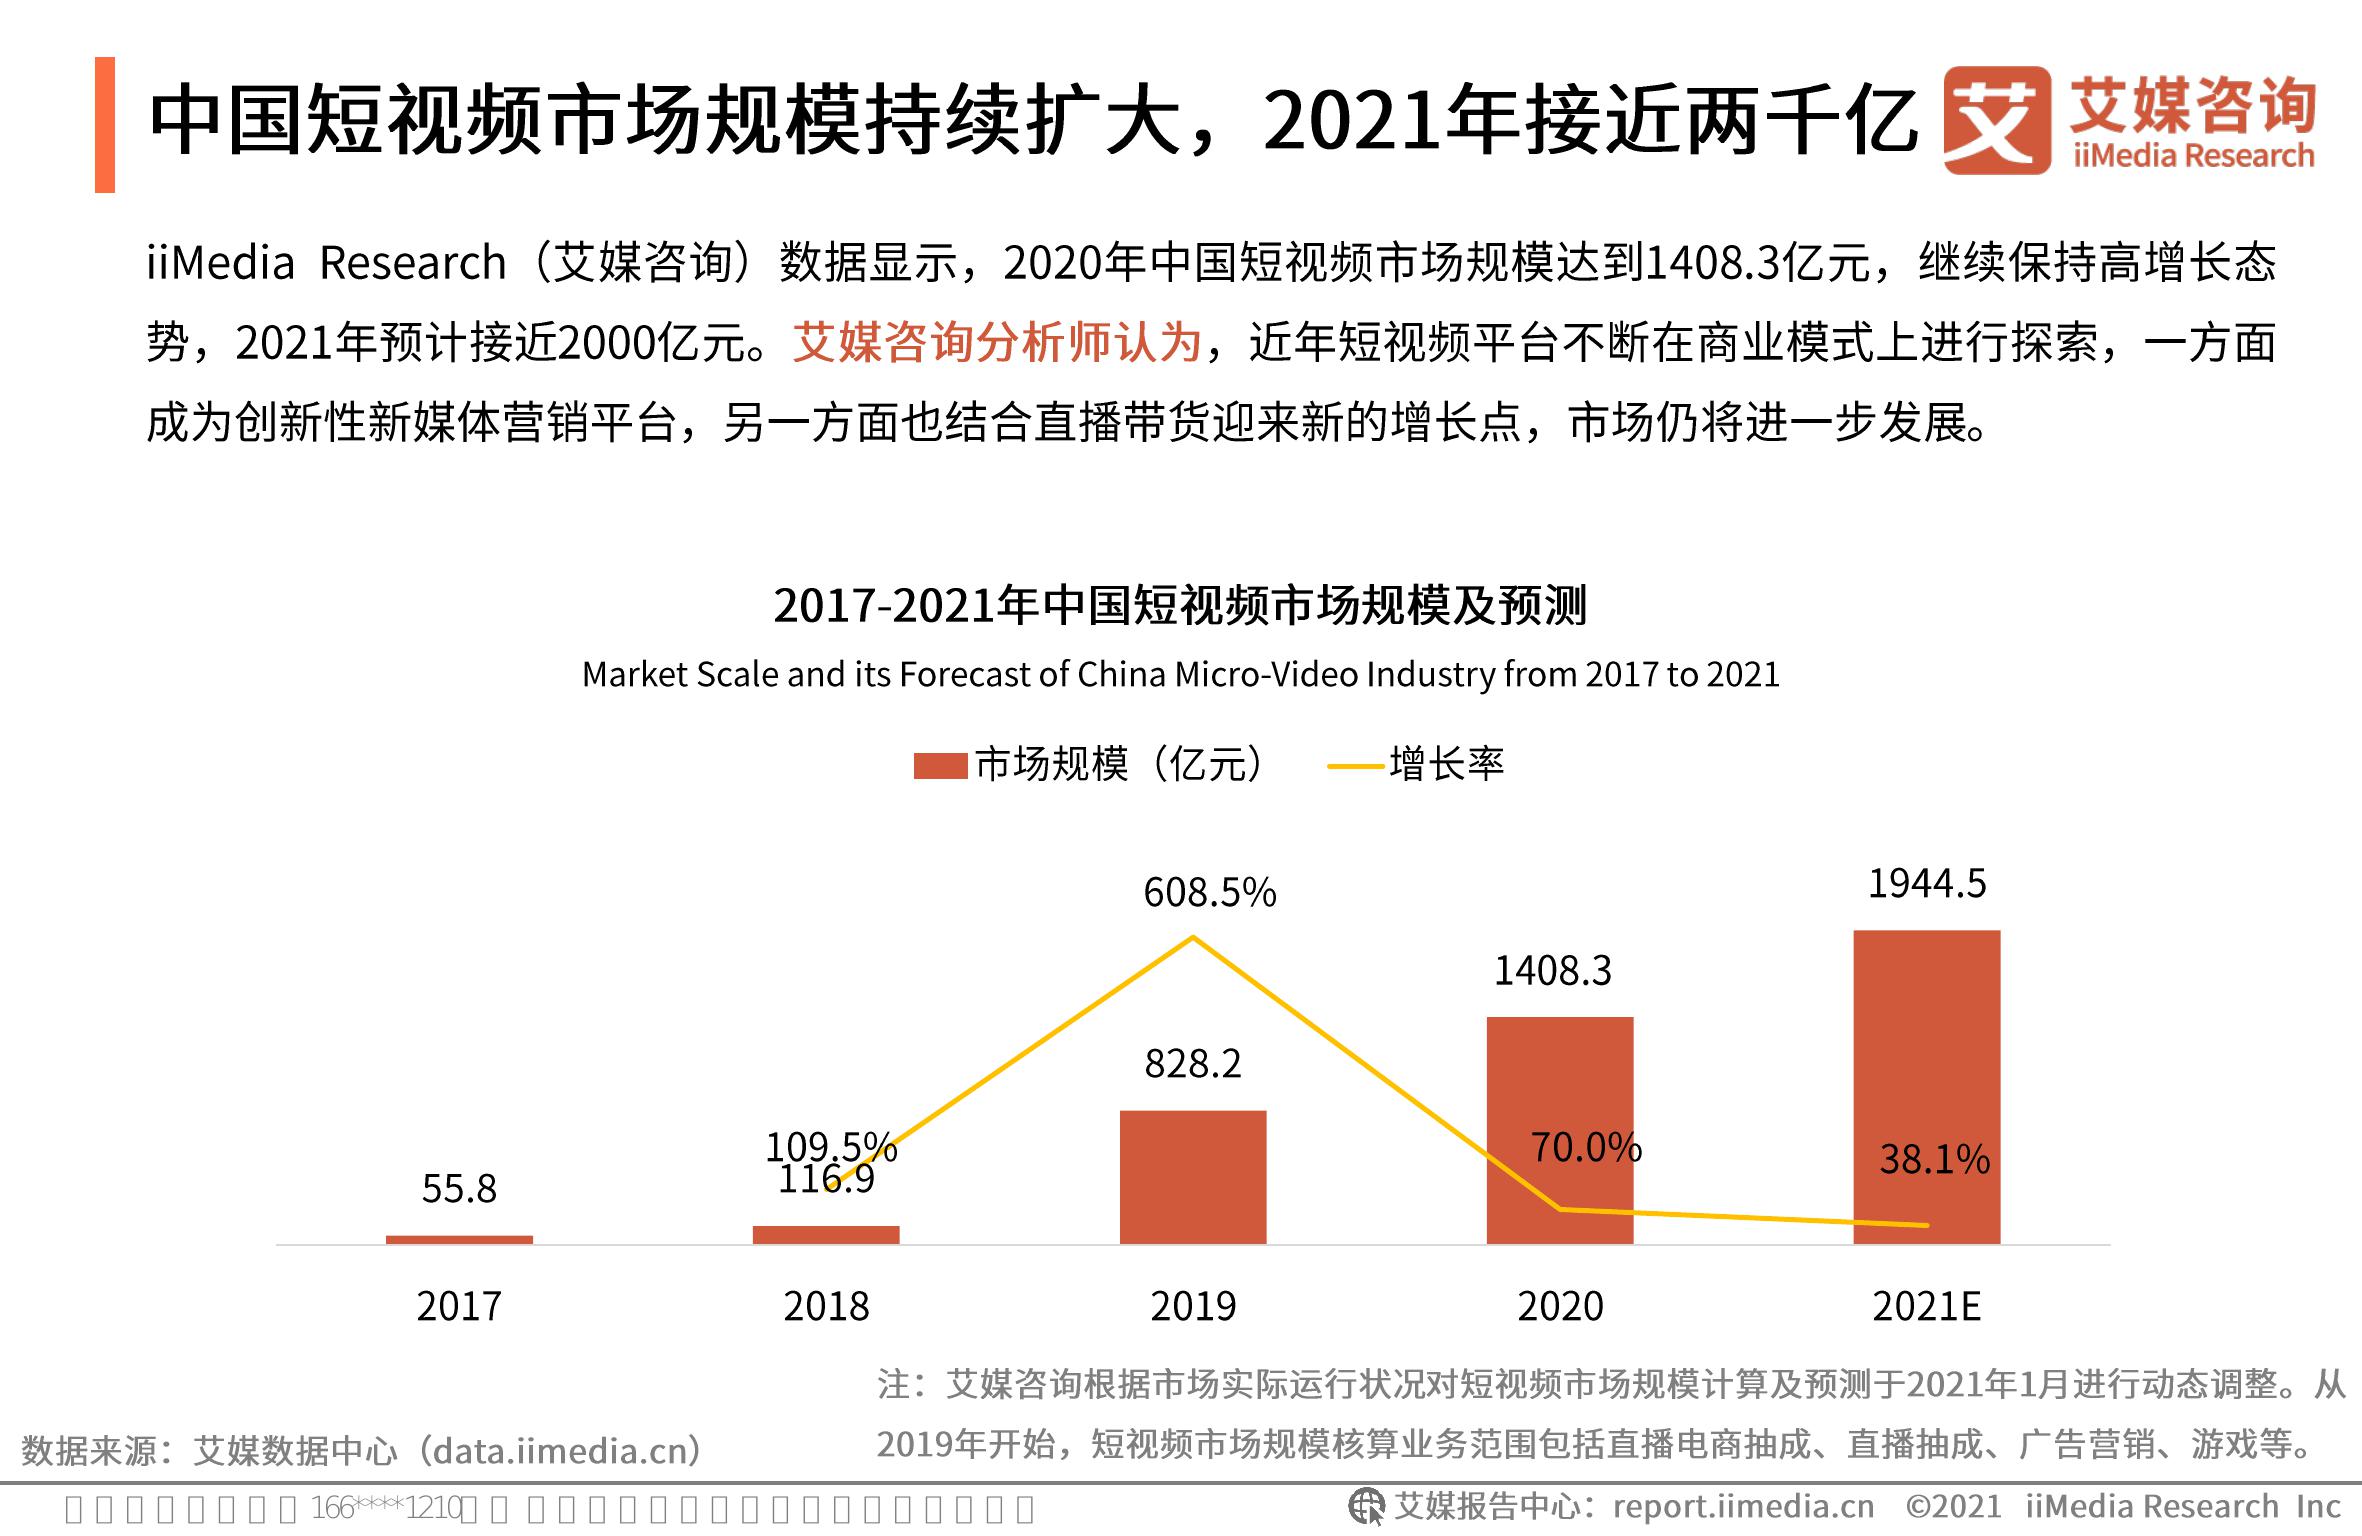 中国短视频市场规模持续扩大，2021年接近两千亿
艾
艾媒咨询
iiMedia Research
iiMedia Research（艾媒咨询）数据显示，2020年中国短视频市场规模达到1408.3亿元，继续保持高增长态
势，2021年预计接近2000亿元。艾媒咨询分析师认为，近年短视频平台不断在商业模式上进行探索，一方面
成为创新性新媒体营销平台，另一方面也结合直播带货迎来新的增长点，市场仍将进一步发展。
2017-2021年中国短视频市场规模及预测
Market Scale and its Forecast of China Micro-Video Industry from 2017 to 2021
市场规模（亿元） 增长率
608.5%
1944.5
1408.3
828.2
109.5%
70.0%
38.1%
116.9
55.8
2017 2018 2019 2020 2021E
注：艾媒咨询根据市场实际运行状况对短视频市场规模计算及预测于2021年1月进行动态调整。从
2019年开始，短视频市场规模核算业务范围包括直播电商抽成、直播抽成、广告营销、游戏等。
数据来源：艾媒数据中心（data.iimedia.cn）
166****1210
艾媒报告中心：report.iimedia.cn ©2021 iiMedia Research Inc